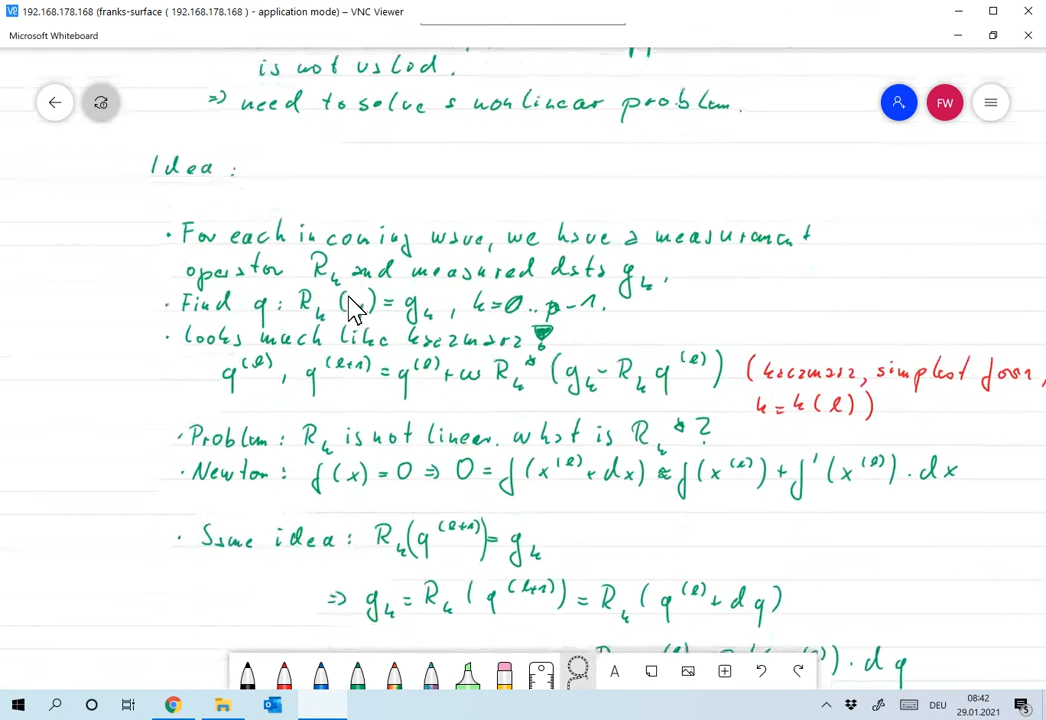 192.168.178.168 (franks-surface ( 192.168.178.168 ) - application mode) – VNC Viewer
Microsoft Whiteboard
is not valid.
=> need to solve a nonlinear problem.
FW
Idea :
· For each incoming wave, we have a measurement
operator R_k and measured data g_k.
· Find q : R_k (q) = g_k , k=0..p-1.
· Looks much like Kaczmarz!
q^(l), q^(l+1) = q^(l) + ω R_k^* (g_k - R_k q^(l)) (Kaczmarz, simplest form,
k = k(l))
· Problem: R_k is not linear. What is R_k^* ?
· Newton: f(x) = 0 => 0 = f(x^(l) + dx) ≈ f(x^(l)) + f'(x^(l)) · dx
· Same idea: R_k(q^(l+1)) = g_k
=> g_k = R_k (q^(l+1)) = R_k (q^(l) + dq)
) · dq
A
DEU
08:42
29.01.2021
5